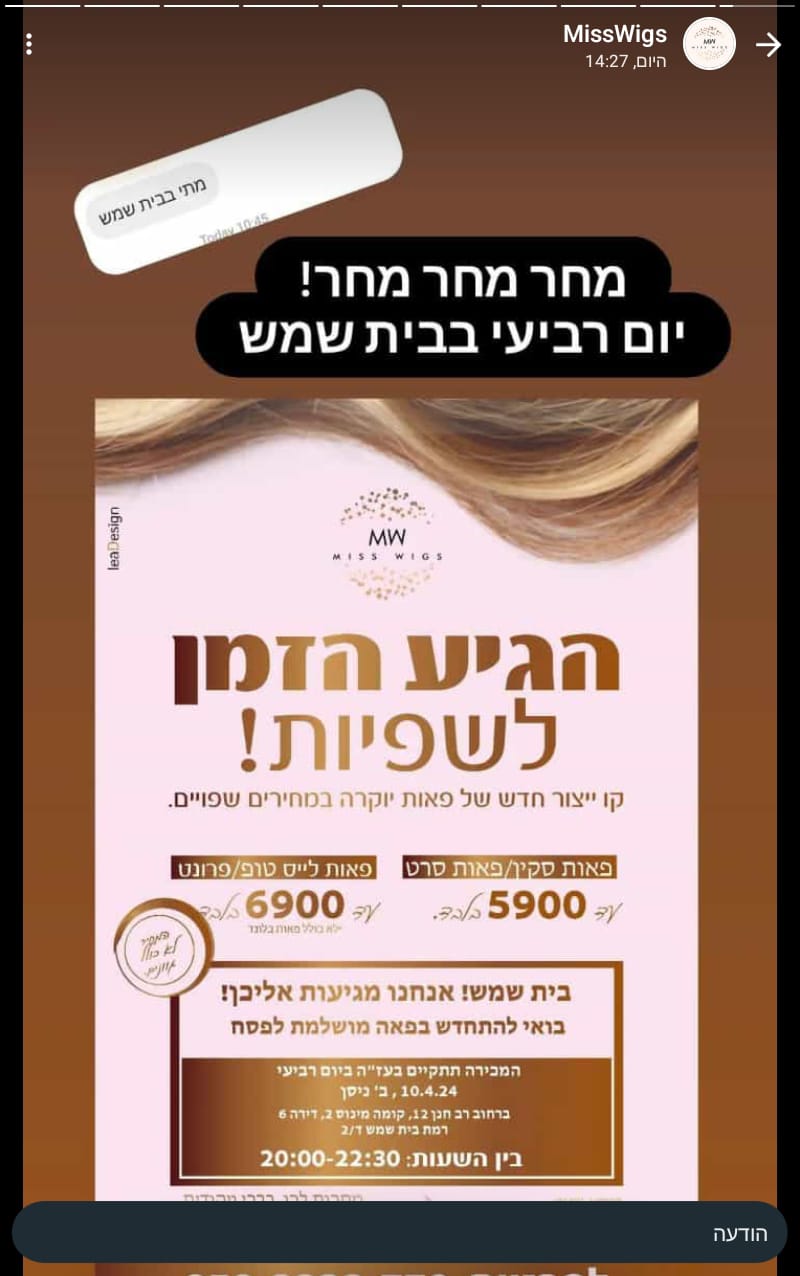 MissWigs
היום, 14:27
מתי בבית שמש
Today 10:45
מחר מחר מחר!
יום רביעי בבית שמש
leaDesign
MW
MISS WIGS
הגיע הזמן
לשפיות!
קו ייצור חדש של פאות יוקרה במחירים שפויים.
פאות סקין/פאות סרט
עד 5900 בלבד.
פאות לייס טופ/פרונט
עד 6900 בלבד
*לא כולל פאות בלונד
המחיר
לא כולל
גוונים.
בית שמש! אנחנו מגיעות אליכן!
בואי להתחדש בפאה מושלמת לפסח
המכירה תתקיים בעז"ה ביום רביעי
10.4.24 , ב' ניסן
ברחוב רב חנן 12, קומה מינוס 2, דירה 6
רמת בית שמש ד/2
בין השעות: 20:00-22:30
הודעה